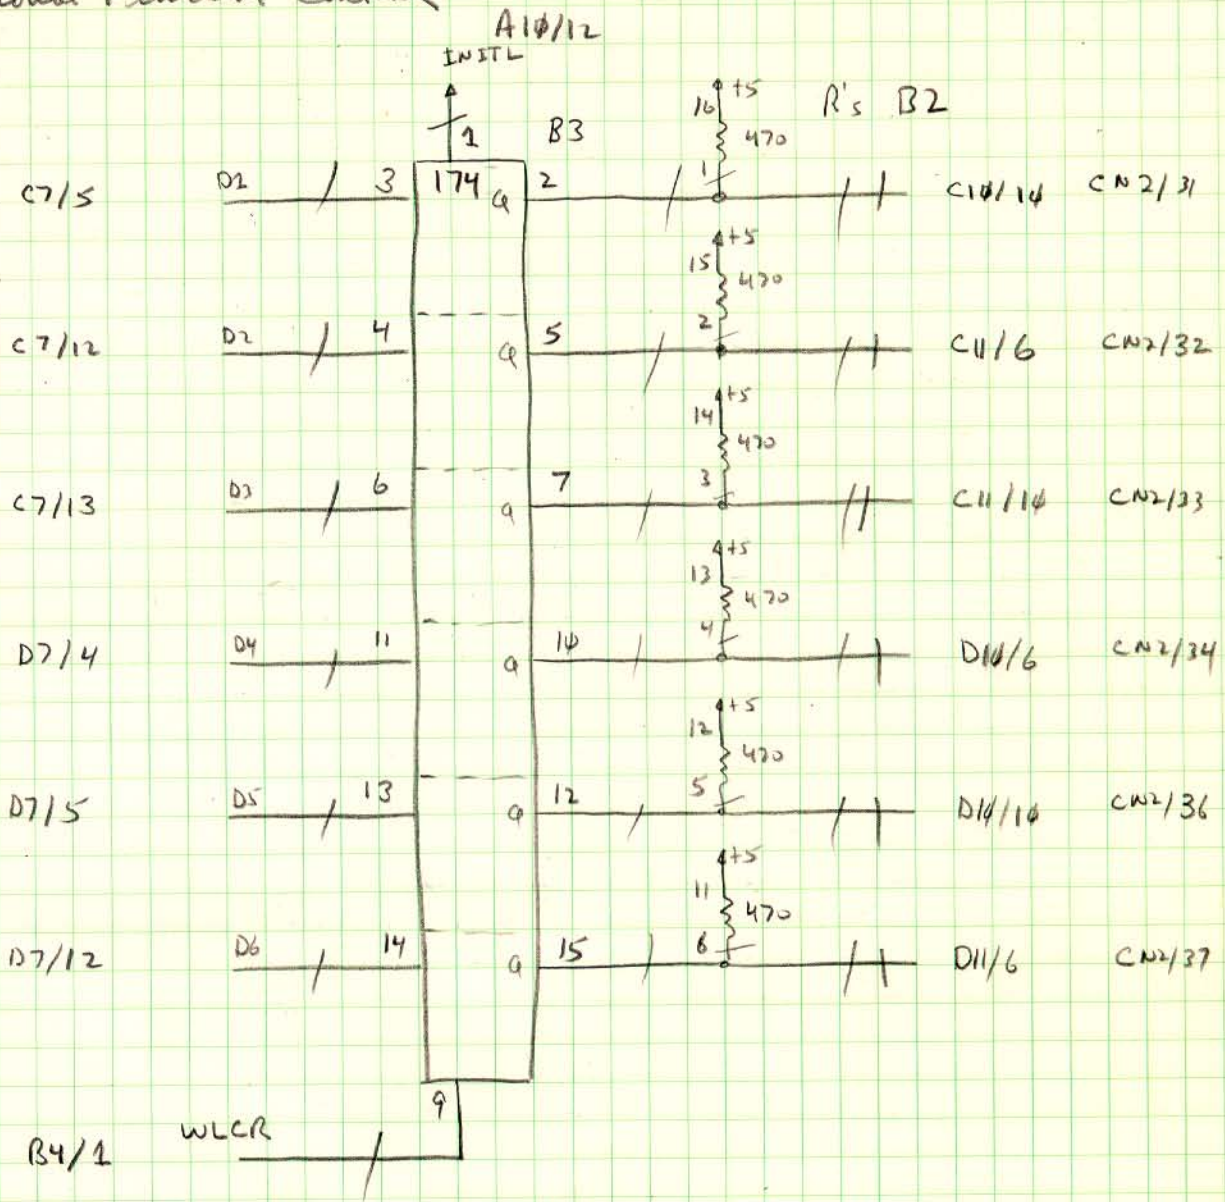 A10/12
INITL
1 B3 16 +5 R's B2
470
C7/5 D1 3 174 Q 2 1 C10/10 CN2/31
+5
15 470
C7/12 D2 4 Q 5 2 C11/6 CN2/32
+5
14 470
C7/13 D3 6 Q 7 3 C11/10 CN2/33
+5
13 470
D7/4 D4 11 Q 10 4 D10/6 CN2/34
+5
12 470
D7/5 D5 13 Q 12 5 D10/10 CN2/36
+5
11 470
D7/12 D6 14 Q 15 6 D11/6 CN2/37
9
B4/1 WLCR